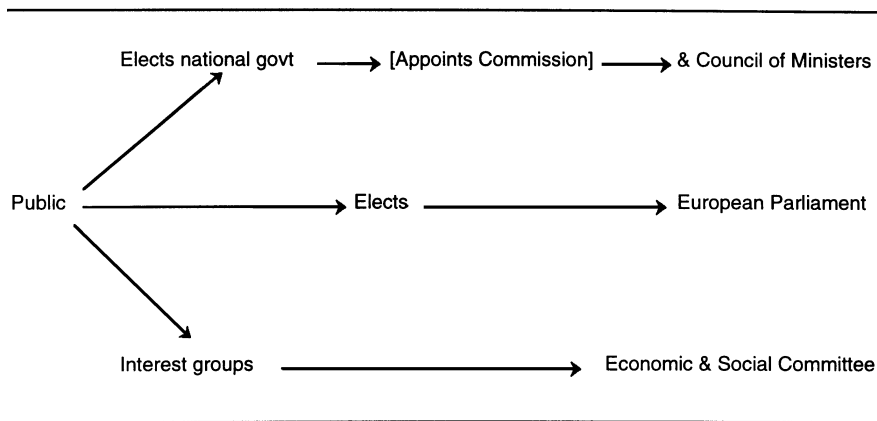 Elects national govt [Appoints Commission] & Council of Ministers
Public Elects European Parliament
Interest groups Economic & Social Committee